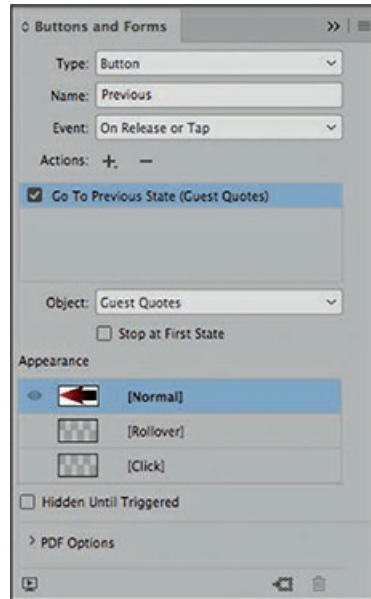 Buttons and Forms
Type: Button
Name: Previous
Event: On Release or Tap
Actions:
Go To Previous State (Guest Quotes)
Object: Guest Quotes
Stop at First State
Appearance
[Normal]
[Rollover]
[Click]
Hidden Until Triggered
PDF Options